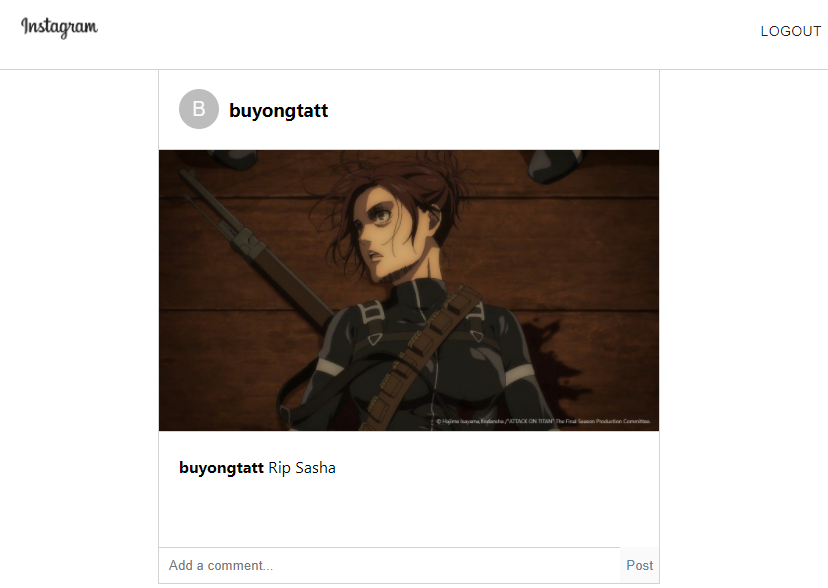 Instagram
LOGOUT
B
buyongtatt
© Hajime Isayama,Kodansha /"ATTACK ON TITAN" The Final Season Production Committee.
buyongtatt Rip Sasha
Add a comment...
Post